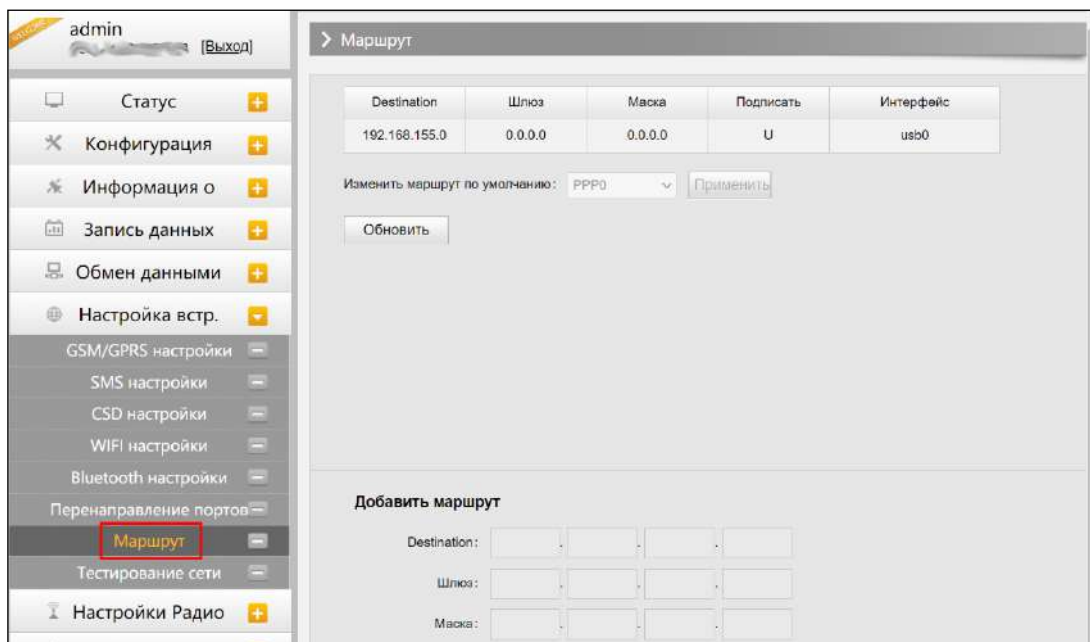 admin
[Выход]
Статус
Конфигурация
Информация о
Запись данных
Обмен данными
Настройка встр.
GSM/GPRS настройки
SMS настройки
CSD настройки
WIFI настройки
Bluetooth настройки
Перенаправление портов
Маршрут
Тестирование сети
Настройки Радио
Маршрут
Destination Шлюз Маска Подписать Интерфейс
192.168.155.0 0.0.0.0 0.0.0.0 U usb0
Изменить маршрут по умолчанию: PPP0 Применить
Обновить
Добавить маршрут
Destination: . . .
Шлюз: . . .
Маска: . . .